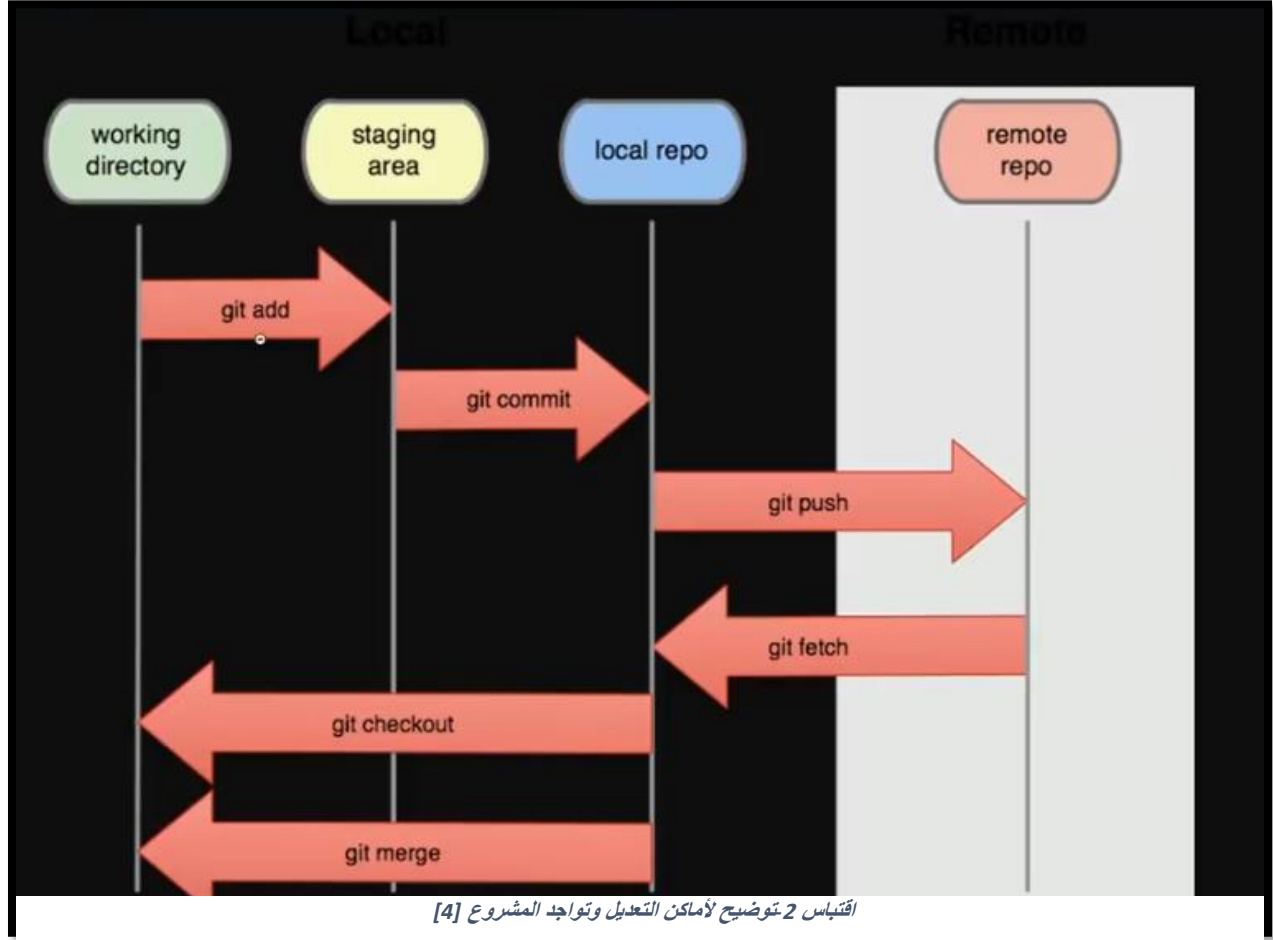 Local
Remote
working
directory
staging
area
local repo
remote
repo
git add
git commit
git push
git fetch
git checkout
git merge
اقتباس 2-توضيح لأماكن التعديل وتواجد المشروع [4]